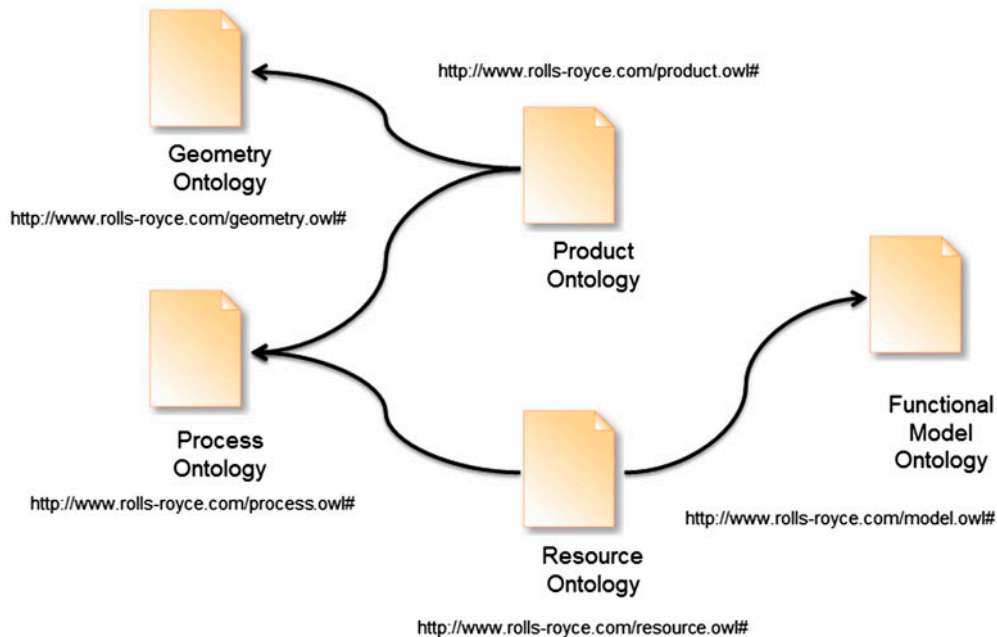 Geometry
Ontology
http://www.rolls-royce.com/geometry.owl#
http://www.rolls-royce.com/product.owl#
Product
Ontology
Process
Ontology
http://www.rolls-royce.com/process.owl#
Functional
Model
Ontology
http://www.rolls-royce.com/model.owl#
Resource
Ontology
http://www.rolls-royce.com/resource.owl#